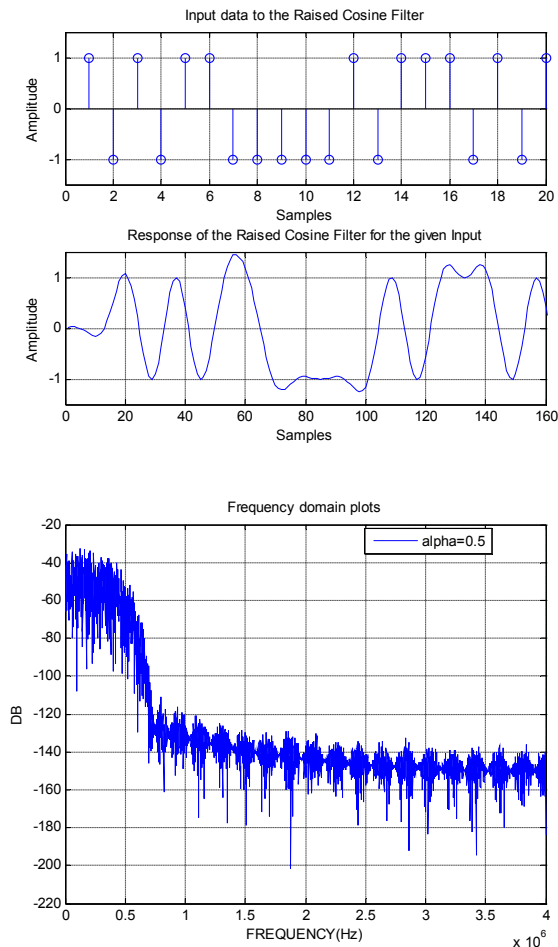 Input data to the Raised Cosine Filter
Amplitude
1
0
-1
0 2 4 6 8 10 12 14 16 18 20
Samples
Response of the Raised Cosine Filter for the given Input
Amplitude
1
0
-1
0 20 40 60 80 100 120 140 160
Samples
Frequency domain plots
alpha=0.5
DB
-20
-40
-60
-80
-100
-120
-140
-160
-180
-200
-220
0 0.5 1 1.5 2 2.5 3 3.5 4
FREQUENCY(Hz)
x 10^6